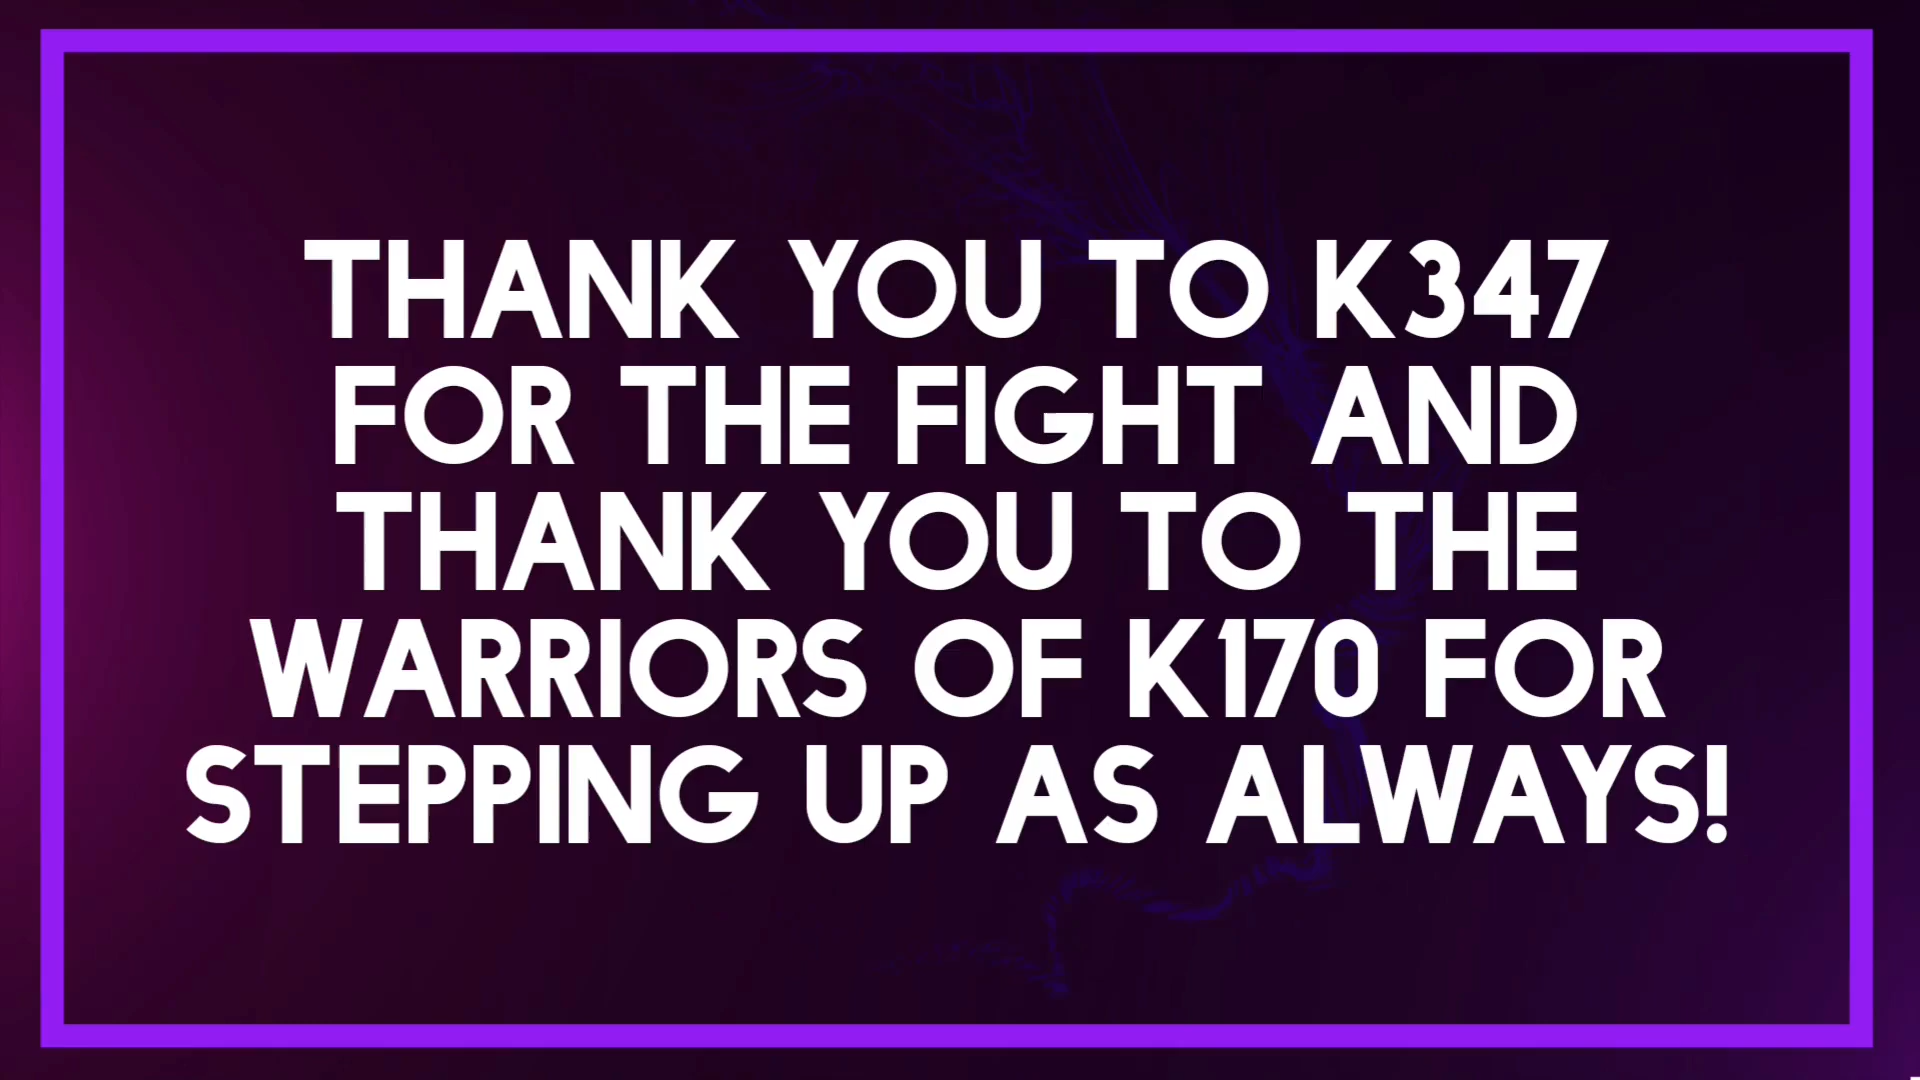 THANK YOU TO K347
FOR THE FIGHT AND
THANK YOU TO THE
WARRIORS OF K170 FOR
STEPPING UP AS ALWAYS!